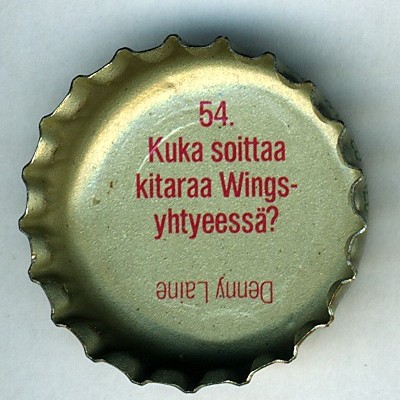 54.
Kuka soittaa
kitaraa Wings-
yhtyeessä?
Denny Laine